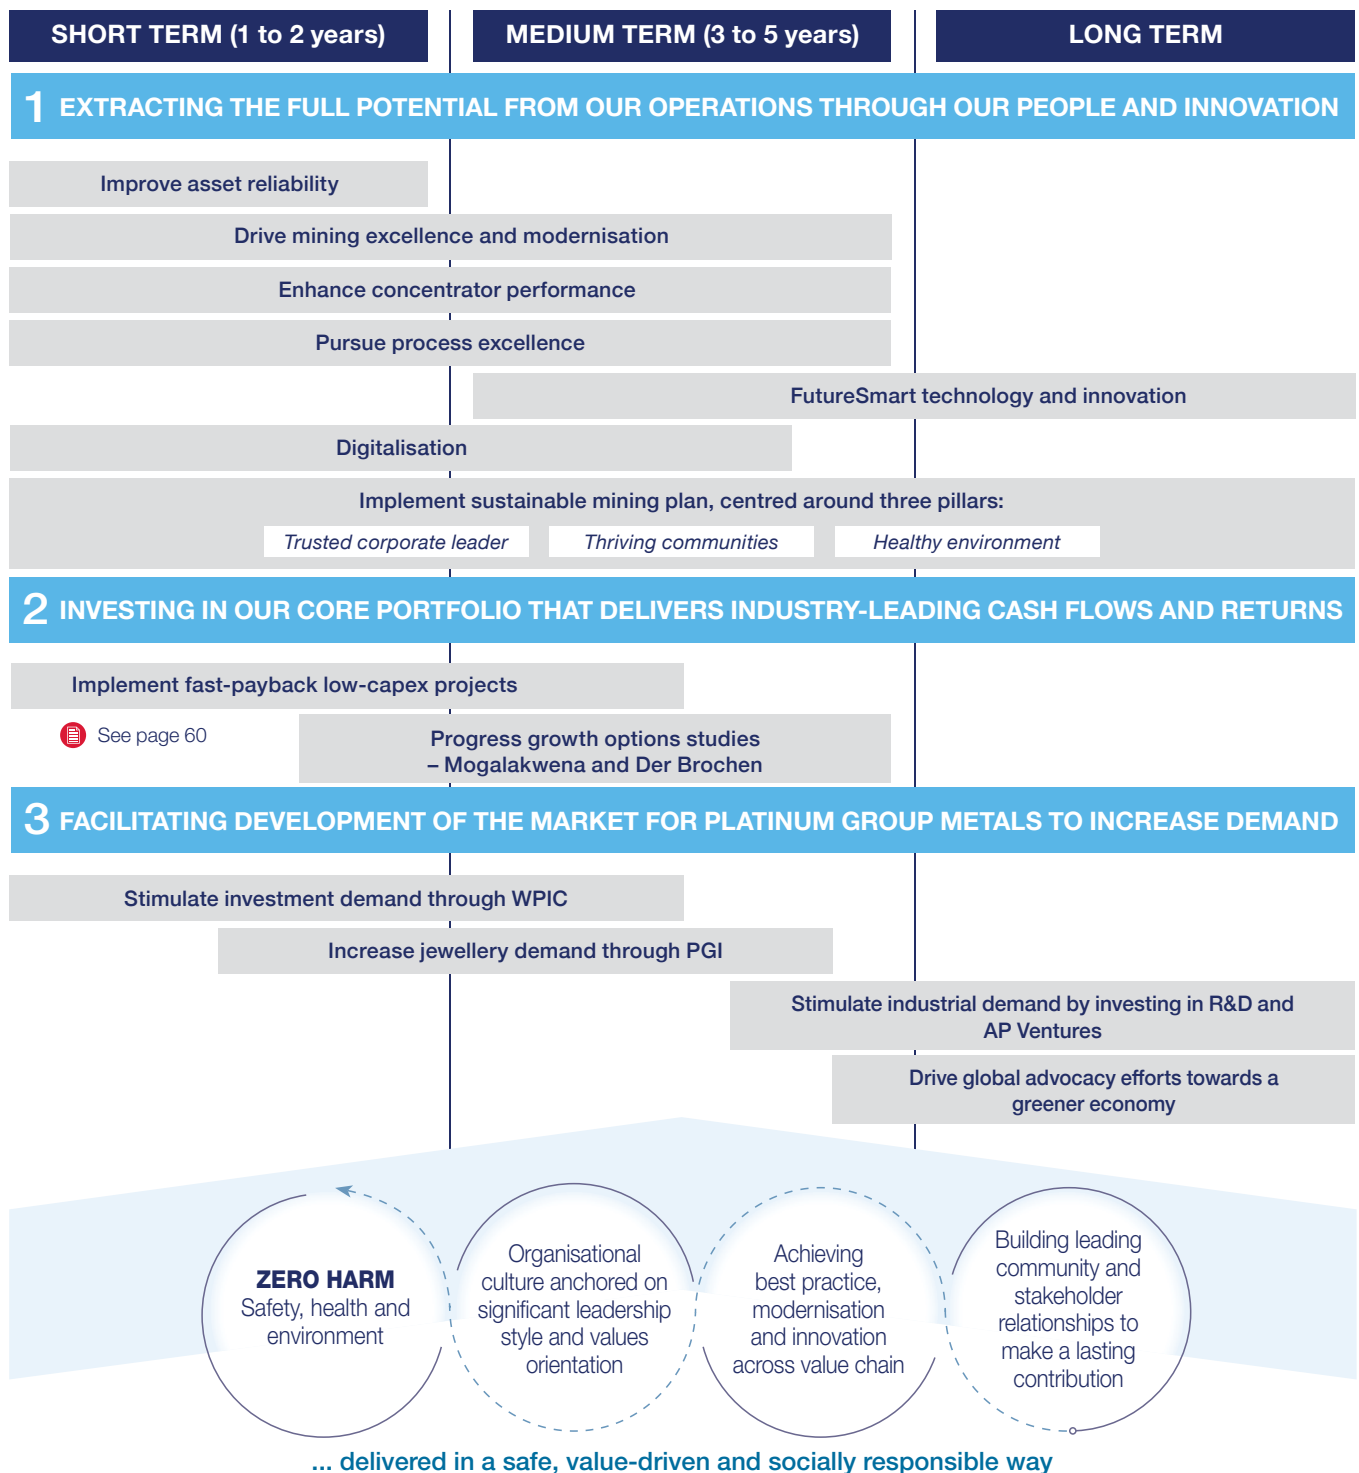 SHORT TERM (1 to 2 years)
MEDIUM TERM (3 to 5 years)
LONG TERM
1 EXTRACTING THE FULL POTENTIAL FROM OUR OPERATIONS THROUGH OUR PEOPLE AND INNOVATION
Improve asset reliability
Drive mining excellence and modernisation
Enhance concentrator performance
Pursue process excellence
FutureSmart technology and innovation
Digitalisation
Implement sustainable mining plan, centred around three pillars:
Trusted corporate leader
Thriving communities
Healthy environment
2 INVESTING IN OUR CORE PORTFOLIO THAT DELIVERS INDUSTRY-LEADING CASH FLOWS AND RETURNS
Implement fast-payback low-capex projects
See page 60
Progress growth options studies
– Mogalakwena and Der Brochen
3 FACILITATING DEVELOPMENT OF THE MARKET FOR PLATINUM GROUP METALS TO INCREASE DEMAND
Stimulate investment demand through WPIC
Increase jewellery demand through PGI
Stimulate industrial demand by investing in R&D and
AP Ventures
Drive global advocacy efforts towards a
greener economy
ZERO HARM
Safety, health and
environment
Organisational
culture anchored on
significant leadership
style and values
orientation
Achieving
best practice,
modernisation
and innovation
across value chain
Building leading
community and
stakeholder
relationships to
make a lasting
contribution
... delivered in a safe, value-driven and socially responsible way